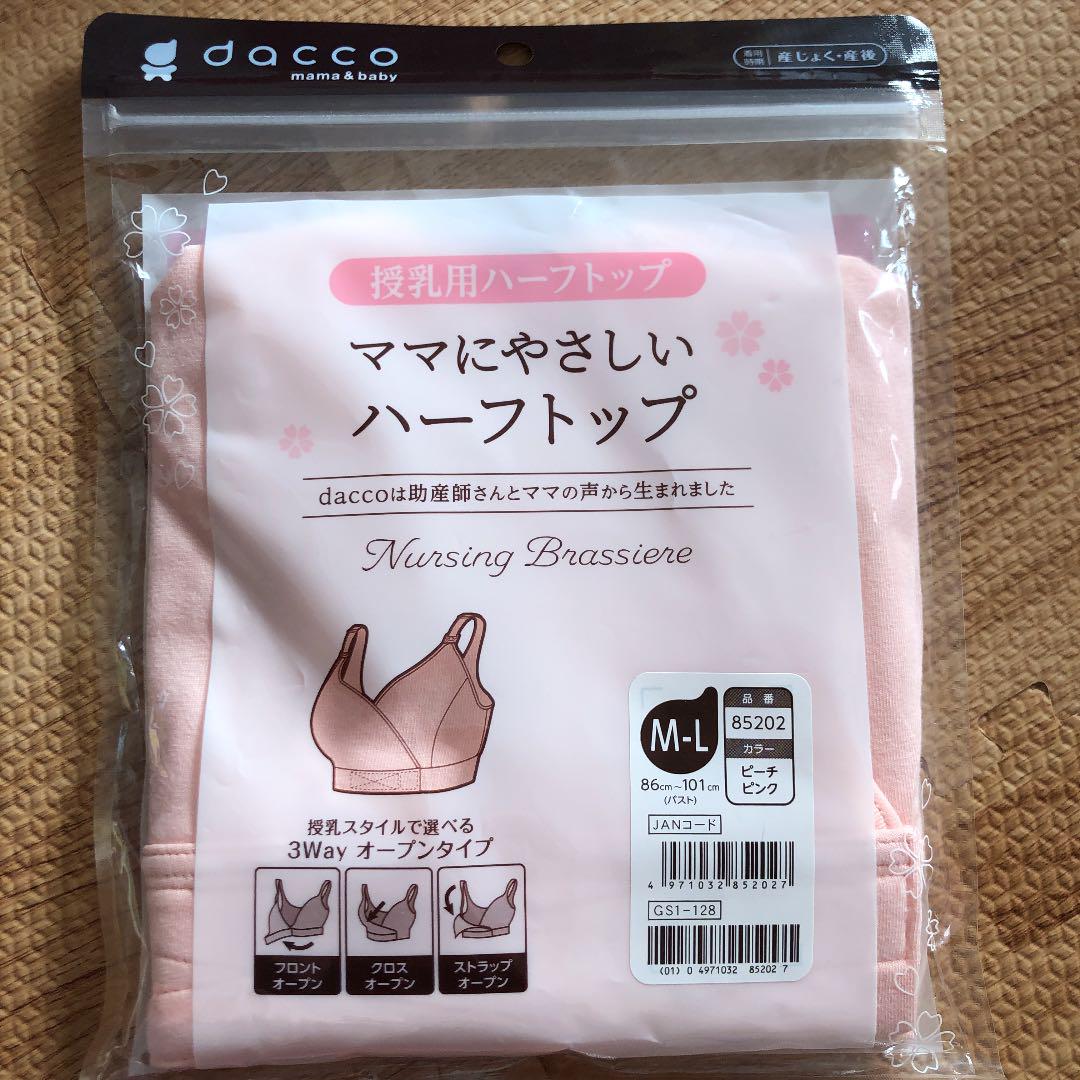 dacco
mama & baby
着用時期 産じょく・産後
授乳用ハーフトップ
ママにやさしい
ハーフトップ
daccoは助産師さんとママの声から生まれました
Nursing Brassiere
M-L
86cm~101cm
(バスト)
品番
85202
カラー
ピーチ
ピンク
JANコード
4 971032 852027
GS1-128
(01) 0 4971032 85202 7
授乳スタイルで選べる
3Way オープンタイプ
フロント
オープン
クロス
オープン
ストラップ
オープン